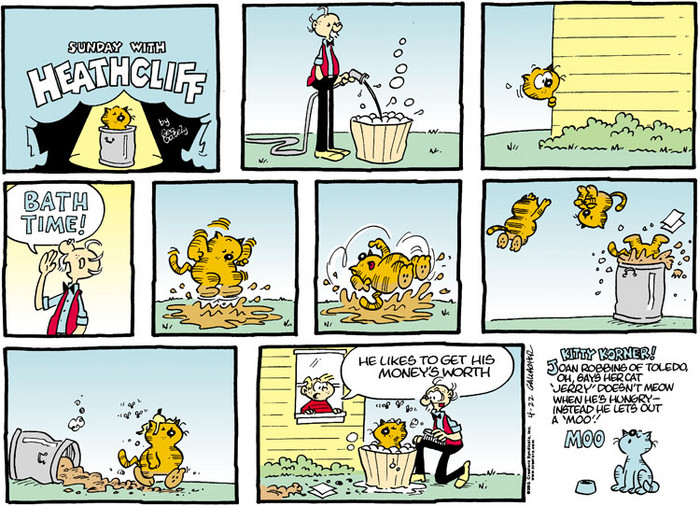 SUNDAY WITH
HEATHCLIFF
by
BATH
TIME!
HE LIKES TO GET HIS
MONEY'S WORTH
4-22 GALLAGHER
KITTY KORNER!
JOAN ROBBINS OF TOLEDO,
OH, SAYS HER CAT
"JERRY" DOESN'T MEOW
WHEN HE'S HUNGRY—
INSTEAD HE LETS OUT
A "MOO"!
MOO